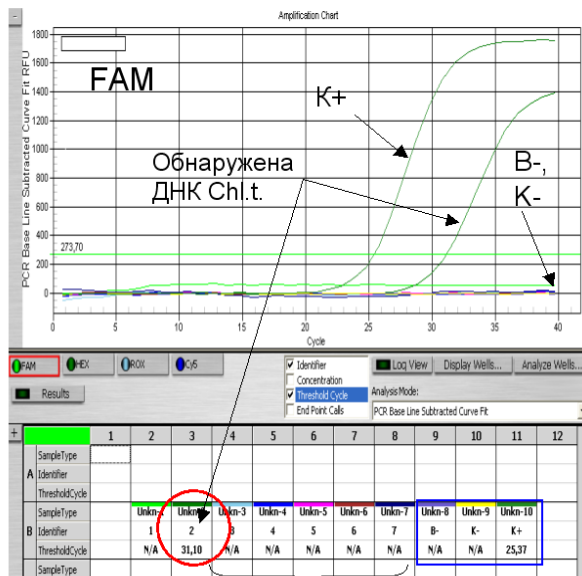 Amplification Chart
PCR Base Line Subtracted Curve Fit RFU
1800
1600
1400
1200
1000
800
600
400
200
0
FAM
K+
Обнаружена
ДНК Chl.t.
B-,
K-
273,70
0 5 10 15 20 25 30 35 40
Cycle
FAM HEX ROX Cy5
Results
Identifier
Concentration
Threshold Cycle
End Point Calls
Log View Display Wells... Analyze Wells...
Analysis Mode:
PCR Base Line Subtracted Curve Fit
1 2 3 4 5 6 7 8 9 10 11 12
A
SampleType
Identifier
ThresholdCycle
B
SampleType Unkn-3 Unkn-4 Unkn-5 Unkn-6 Unkn-7 Unkn-8 Unkn-9 Unkn-10
Identifier 1 2 3 4 5 6 7 B- K- K+
ThresholdCycle N/A 31,10 N/A N/A N/A N/A N/A N/A N/A 25,37
SampleType